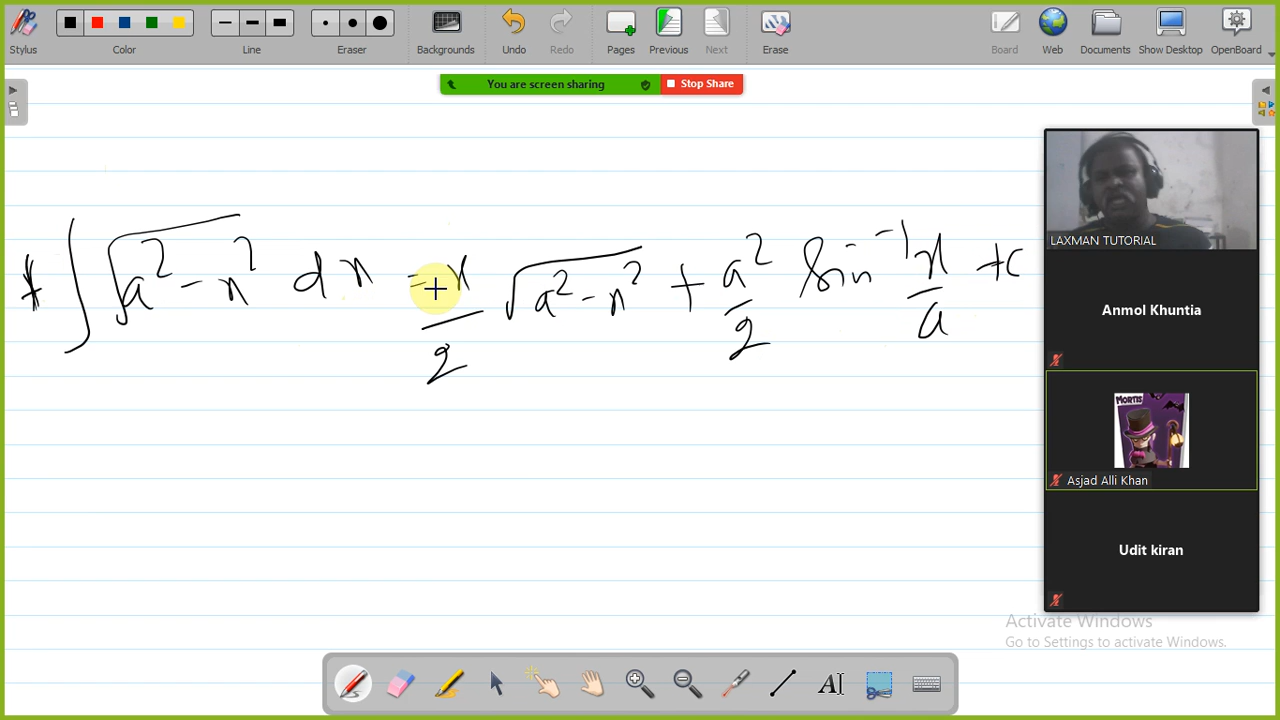 Stylus Color Line Eraser Backgrounds Undo Redo Pages Previous Next Erase Board Web Documents Show Desktop OpenBoard
You are screen sharing Stop Share
* ∫ √(a² − x²) dx = x/2 √(a² − x²) + a²/2 sin⁻¹ x/a + c
LAXMAN TUTORIAL
Anmol Khuntia
MORTIS
Asjad Alli Khan
Udit kiran
Activate Windows
Go to Settings to activate Windows.